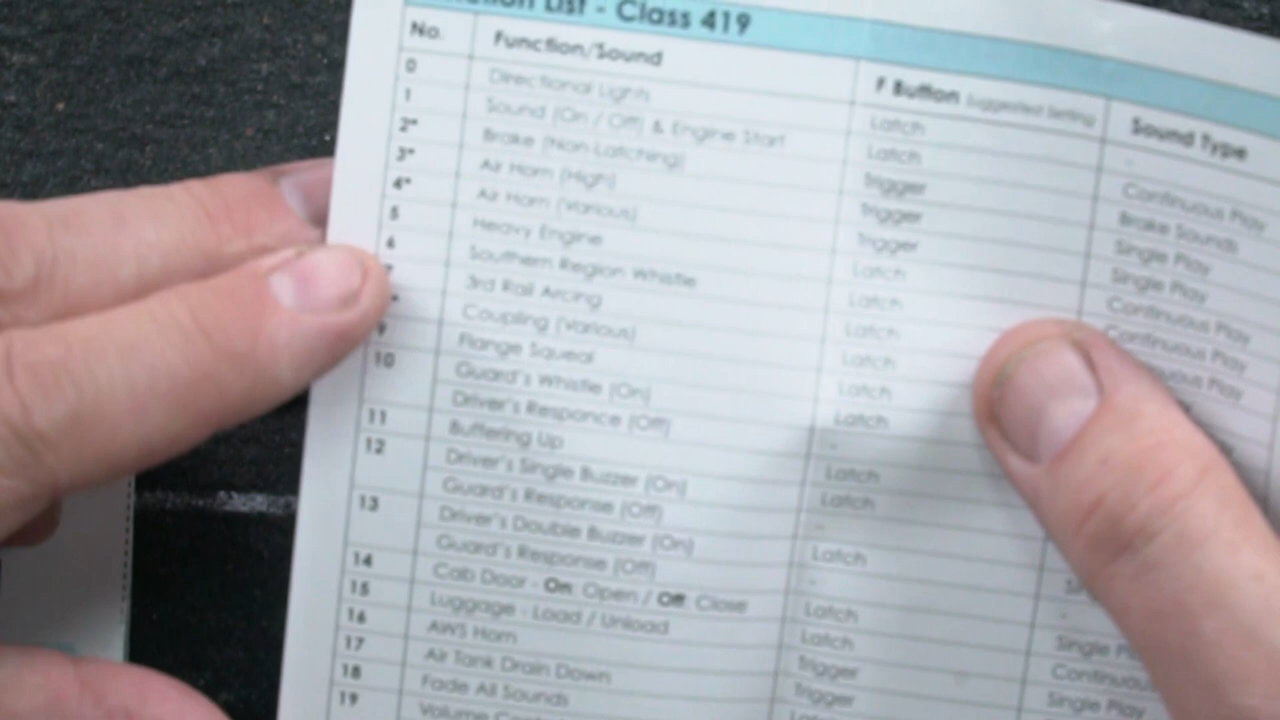 List - Class 419
No. Function/Sound F Button Suggested Setting Sound Type
0 Directional Lights Latch -
1 Sound (On / Off) & Engine Start Latch Continuous Play
2* Brake (Non-Latching) Trigger Brake Sounds
3* Air Horn (High) Trigger Single Play
4* Air Horn (Various) Trigger Single Play
5 Heavy Engine Latch Continuous Play
6 Southern Region Whistle Latch Continuous Play
3rd Rail Arcing Latch Play
Coupling (Various) Latch
9 Flange Squeal Latch
10 Guard's Whistle (On) Latch
Driver's Responce (Off) -
11 Buffering Up Latch
12 Driver's Single Buzzer (On) Latch
Guard's Response (Off) -
13 Driver's Double Buzzer (On) Latch
Guard's Response (Off) -
14 Cab Door - On: Open / Off: Close Latch Single
15 Luggage - Load / Unload Latch Continuous
16 AWS Horn Trigger Single Play
17 Air Tank Drain Down Trigger
18 Fade All Sounds
19 Volume